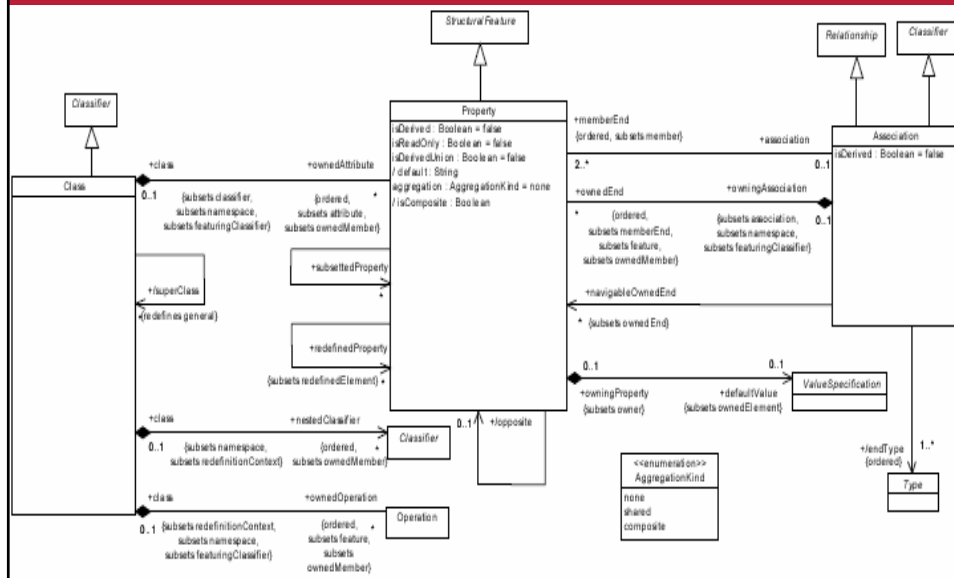 StructuralFeature
Relationship
Classifier
Classifier
Property
isDerived : Boolean = false
isReadOnly : Boolean = false
isDerivedUnion : Boolean = false
/ default : String
aggregation : AggregationKind = none
/ isComposite : Boolean
Association
isDerived : Boolean = false
Class
+class
0..1
{subsets classifier,
subsets namespace,
subsets featuringClassifier}
+ownedAttribute
*
{ordered,
subsets attribute,
subsets ownedMember}
+memberEnd
{ordered, subsets member}
2..*
+association
0..1
+ownedEnd
*
{ordered,
subsets memberEnd,
subsets feature,
subsets ownedMember}
+owningAssociation
0..1
{subsets association,
subsets namespace,
subsets featuringClassifier}
+/superClass
*
{redefines general}
+subsettedProperty
*
+navigableOwnedEnd
* {subsets ownedEnd}
+redefinedProperty
{subsets redefinedElement} *
0..1
+owningProperty
{subsets owner}
0..1
+defaultValue
{subsets ownedElement}
ValueSpecification
0..1
+/opposite
+class
0..1
{subsets namespace,
subsets redefinitionContext}
+nestedClassifier
*
{ordered,
subsets ownedMember}
Classifier
+class
0..1
{subsets redefinitionContext,
subsets namespace,
subsets featuringClassifier}
+ownedOperation
*
{ordered,
subsets feature,
subsets
ownedMember}
Operation
<<enumeration>>
AggregationKind
none
shared
composite
+/endType
{ordered}
1..*
Type